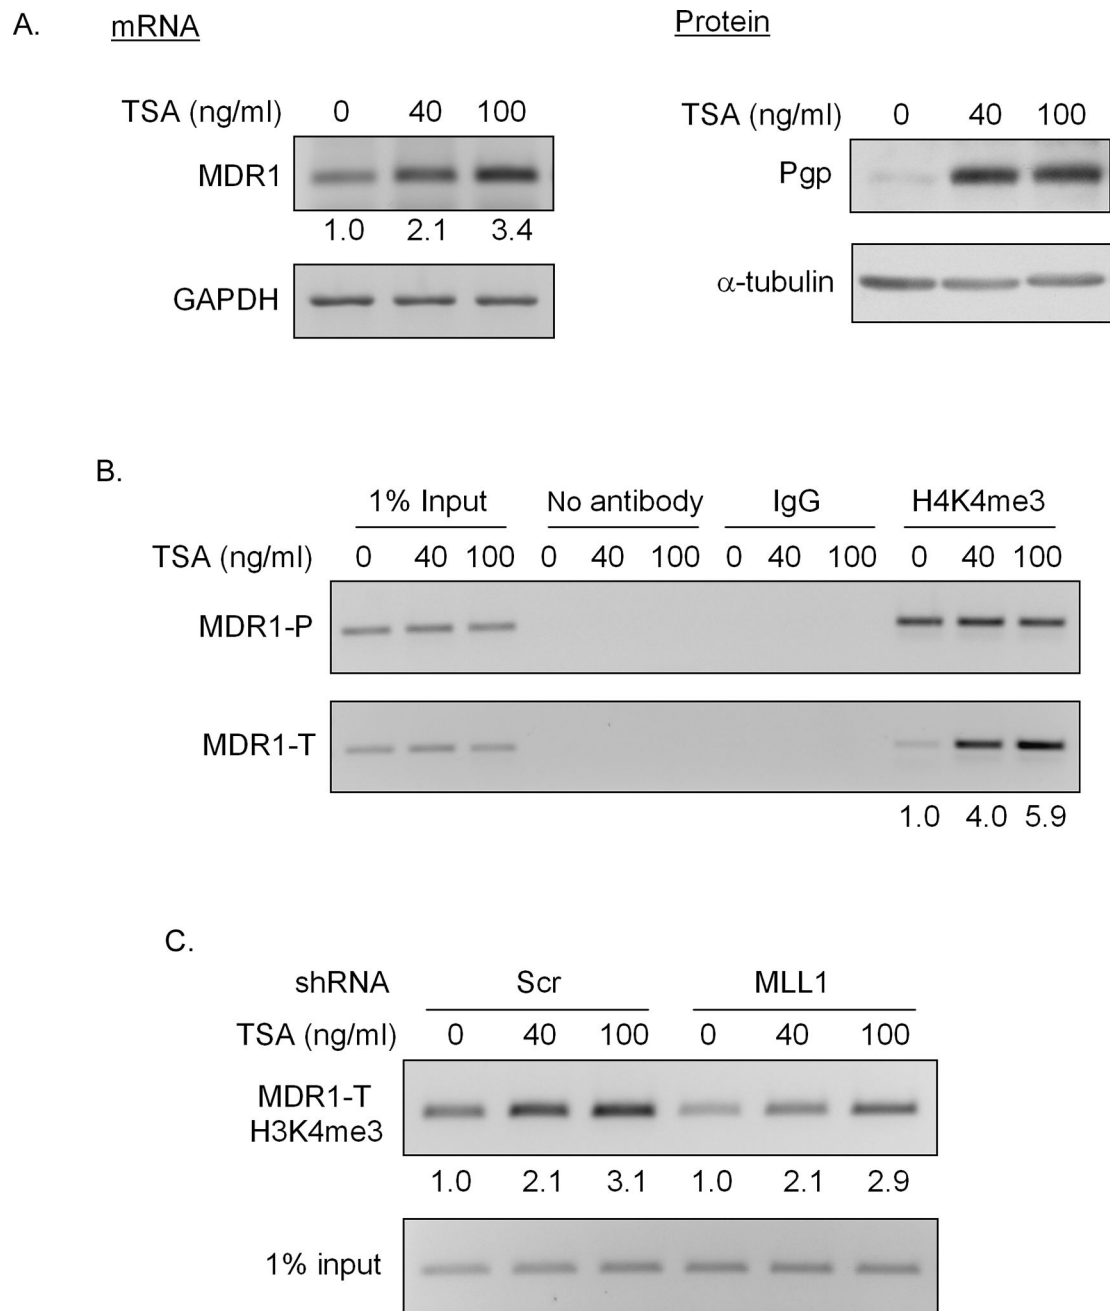 A.
mRNA
TSA (ng/ml) 0 40 100
MDR1
1.0 2.1 3.4
GAPDH
Protein
TSA (ng/ml) 0 40 100
Pgp
α-tubulin
B.
1% Input No antibody IgG H4K4me3
TSA (ng/ml) 0 40 100 0 40 100 0 40 100 0 40 100
MDR1-P
MDR1-T
1.0 4.0 5.9
C.
shRNA Scr MLL1
TSA (ng/ml) 0 40 100 0 40 100
MDR1-T
H3K4me3
1.0 2.1 3.1 1.0 2.1 2.9
1% input